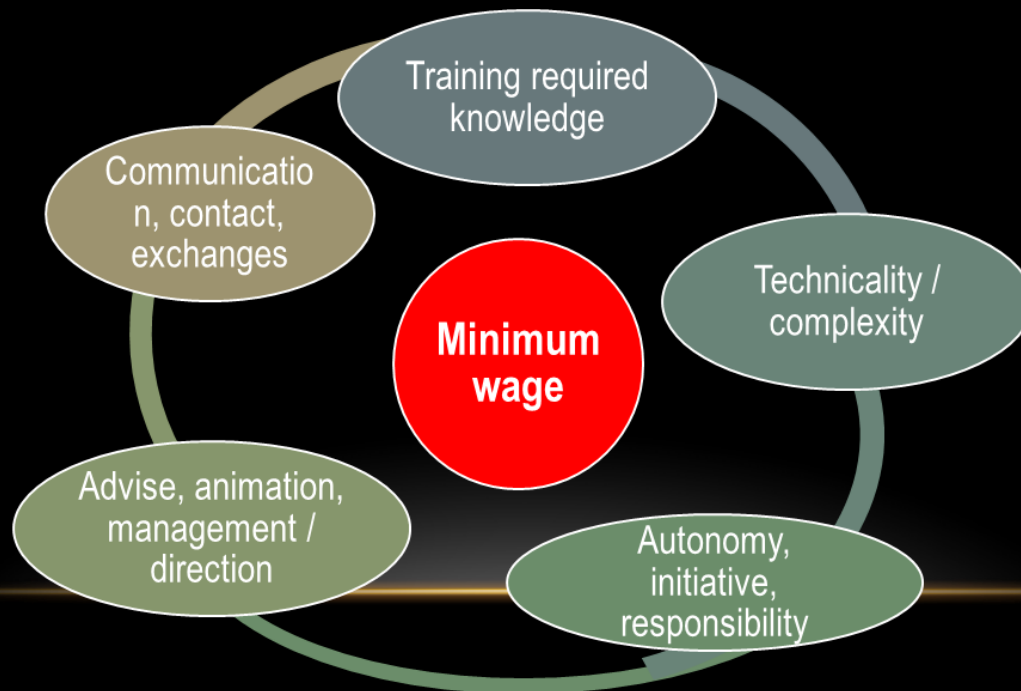 Training required
knowledge
Communicatio
n, contact,
exchanges
Technicality /
complexity
Minimum
wage
Advise, animation,
management /
direction
Autonomy,
initiative,
responsibility